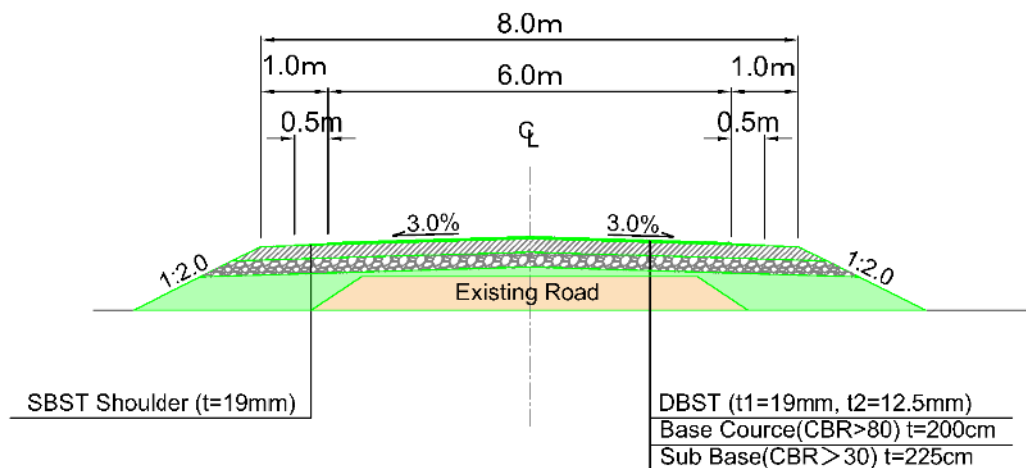 8.0m
1.0m
6.0m
1.0m
0.5m
0.5m
CL
3.0%
3.0%
1:2.0
1:2.0
Existing Road
SBST Shoulder (t=19mm)
DBST (t1=19mm, t2=12.5mm)
Base Cource(CBR>80) t=200cm
Sub Base(CBR＞30) t=225cm